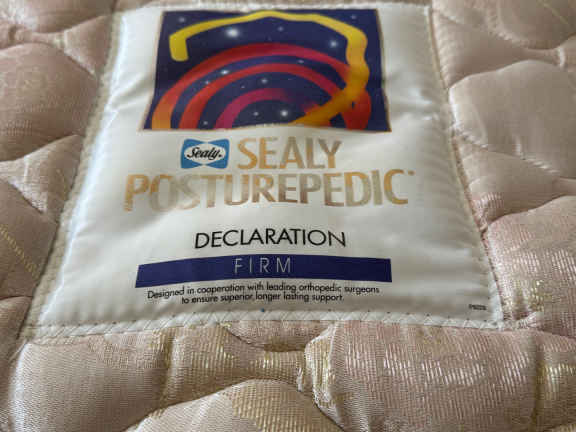 Sealy
SEALY
POSTUREPEDIC
DECLARATION
FIRM
Designed in cooperation with leading orthopedic surgeons
to ensure superior, longer lasting support.